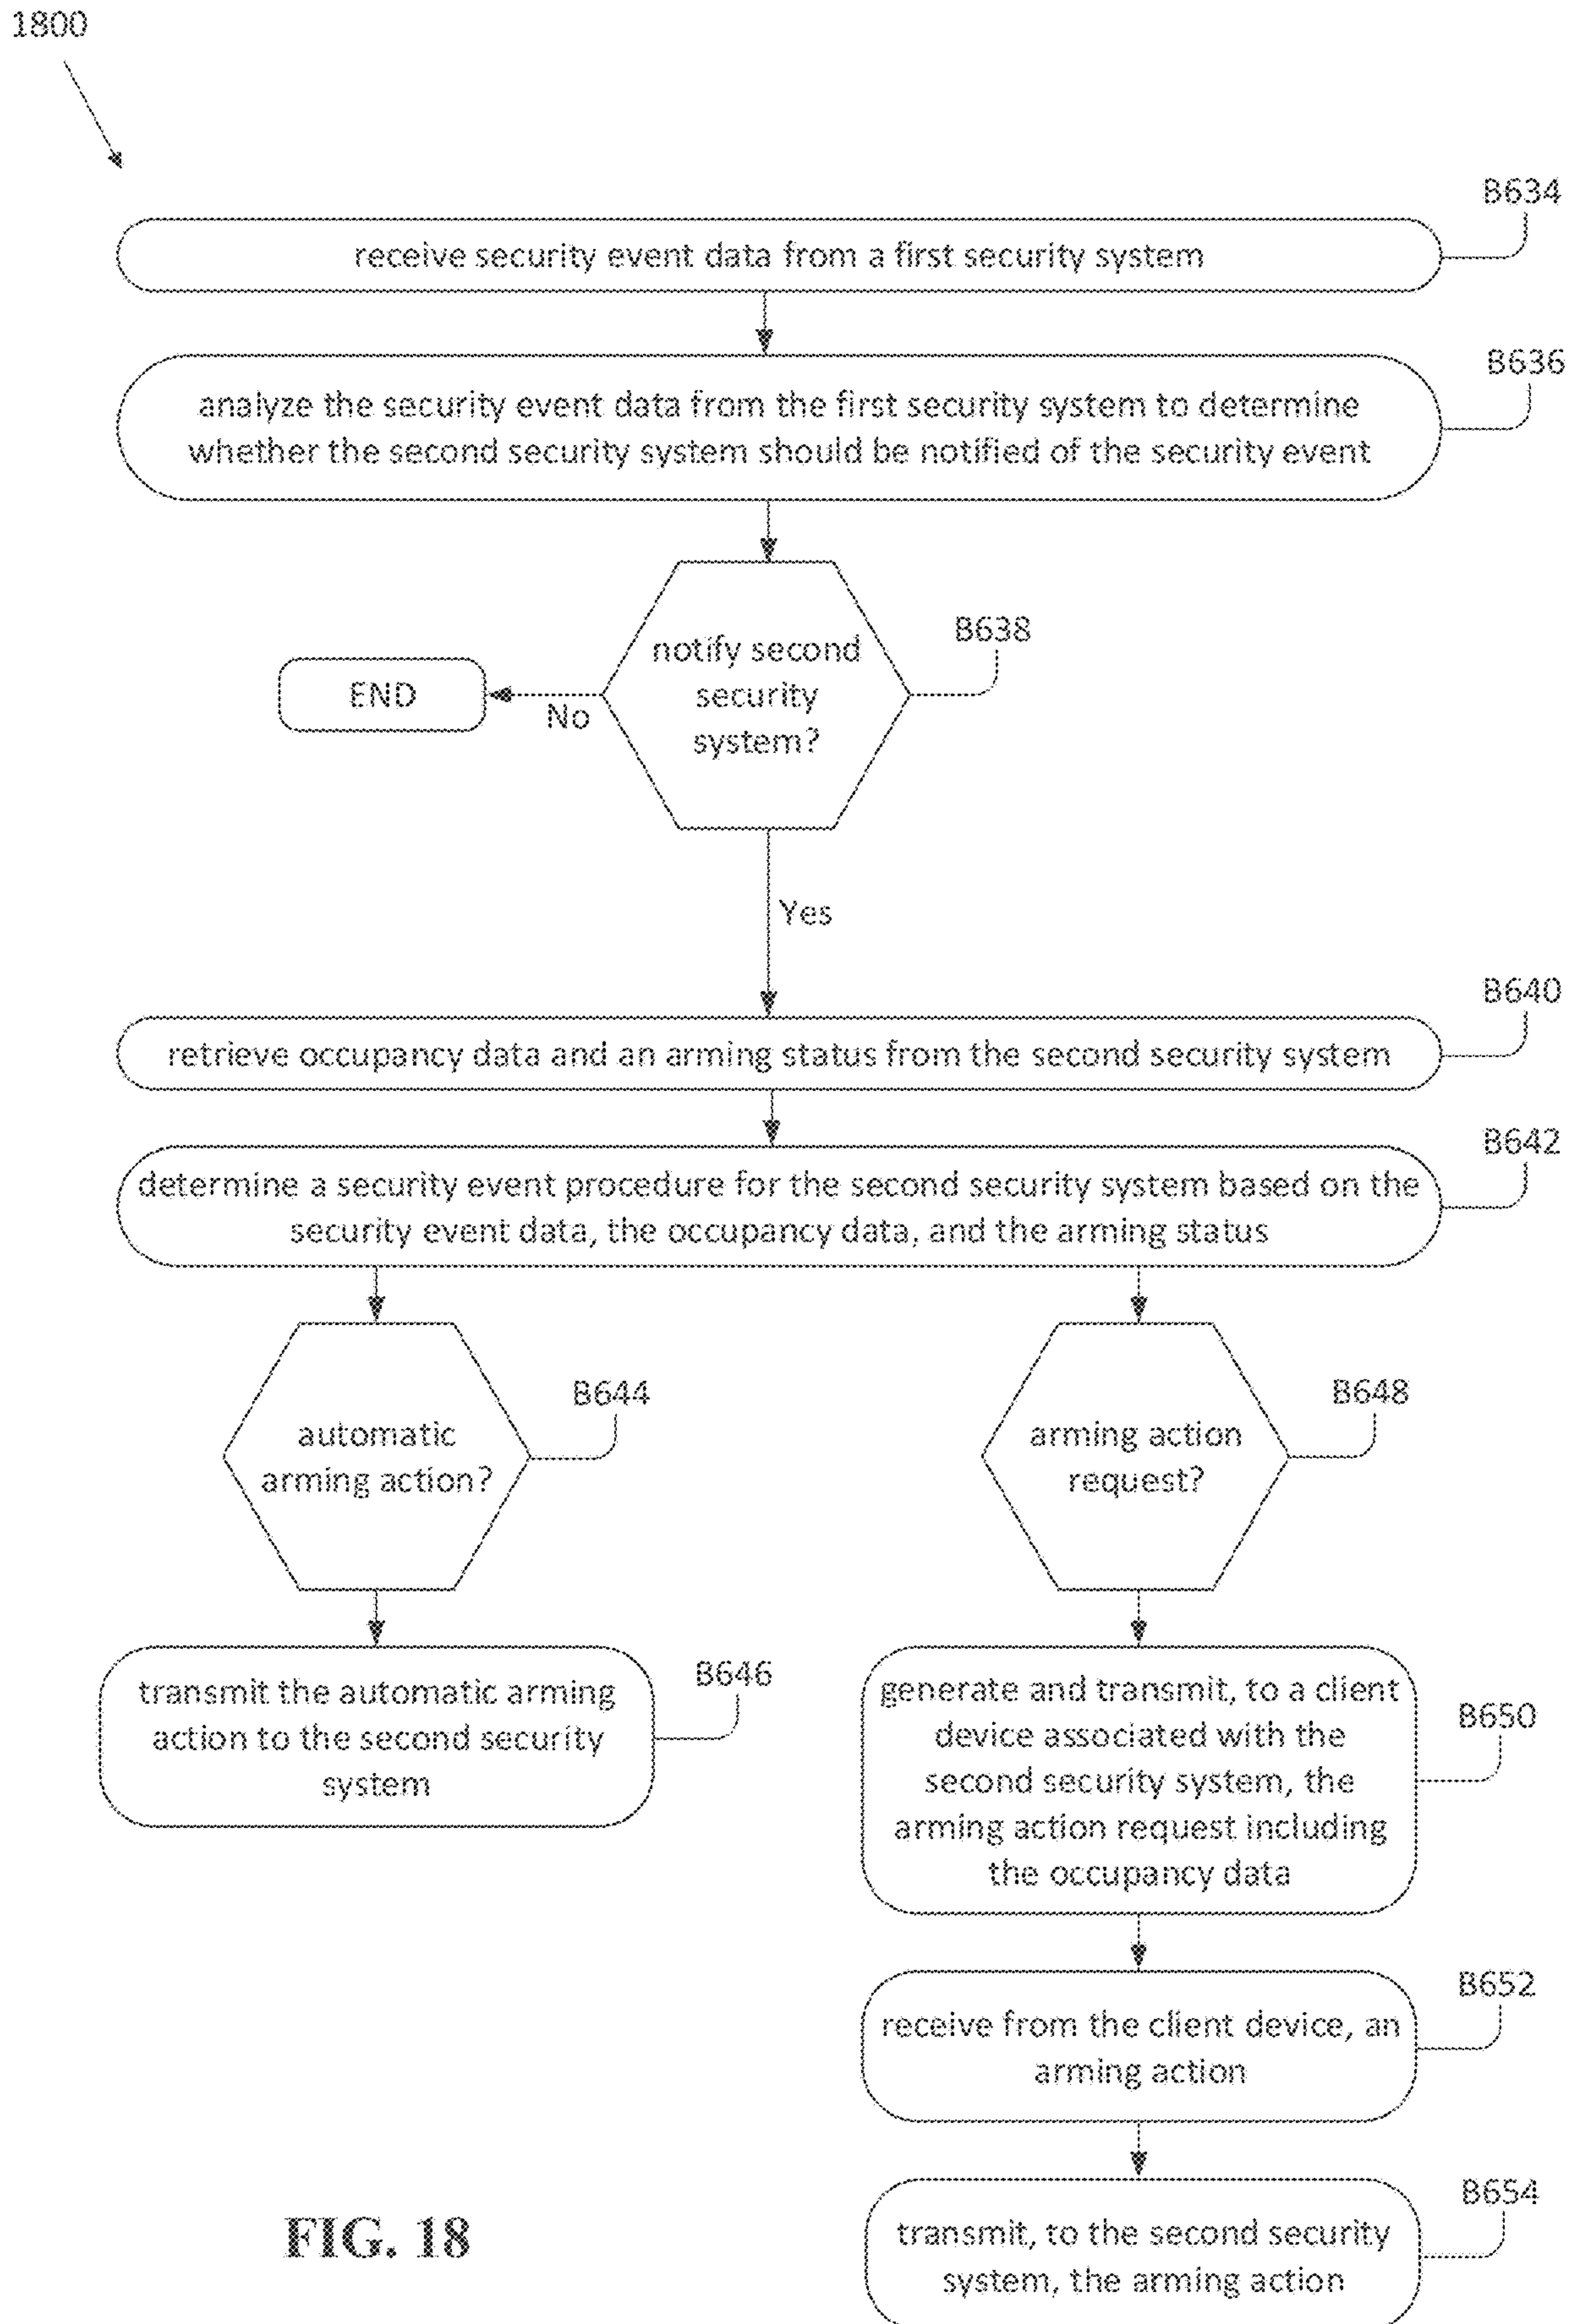 1800
B634
receive security event data from a first security system
B636
analyze the security event data from the first security system to determine
whether the second security system should be notified of the security event
B638
notify second
security
system?
END
No
Yes
B640
retrieve occupancy data and an arming status from the second security system
B642
determine a security event procedure for the second security system based on the
security event data, the occupancy data, and the arming status
B644
automatic
arming action?
B648
arming action
request?
B646
transmit the automatic arming
action to the second security
system
B650
generate and transmit, to a client
device associated with the
second security system, the
arming action request including
the occupancy data
B652
receive from the client device, an
arming action
B654
transmit, to the second security
system, the arming action
FIG. 18